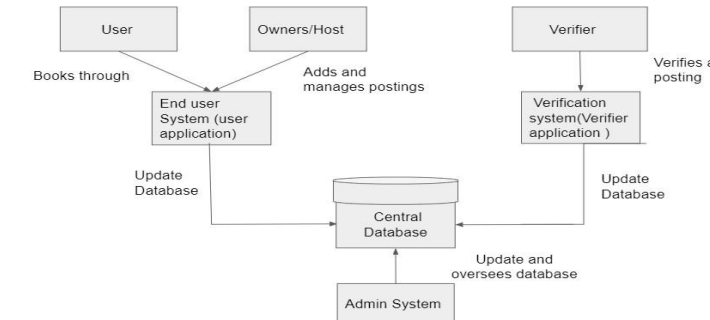 User
Owners/Host
Verifier
Books through
Adds and
manages postings
Verifies a
posting
End user
System (user
application)
Verification
system(Verifier
application )
Update
Database
Update
Database
Central
Database
Update and
oversees database
Admin System